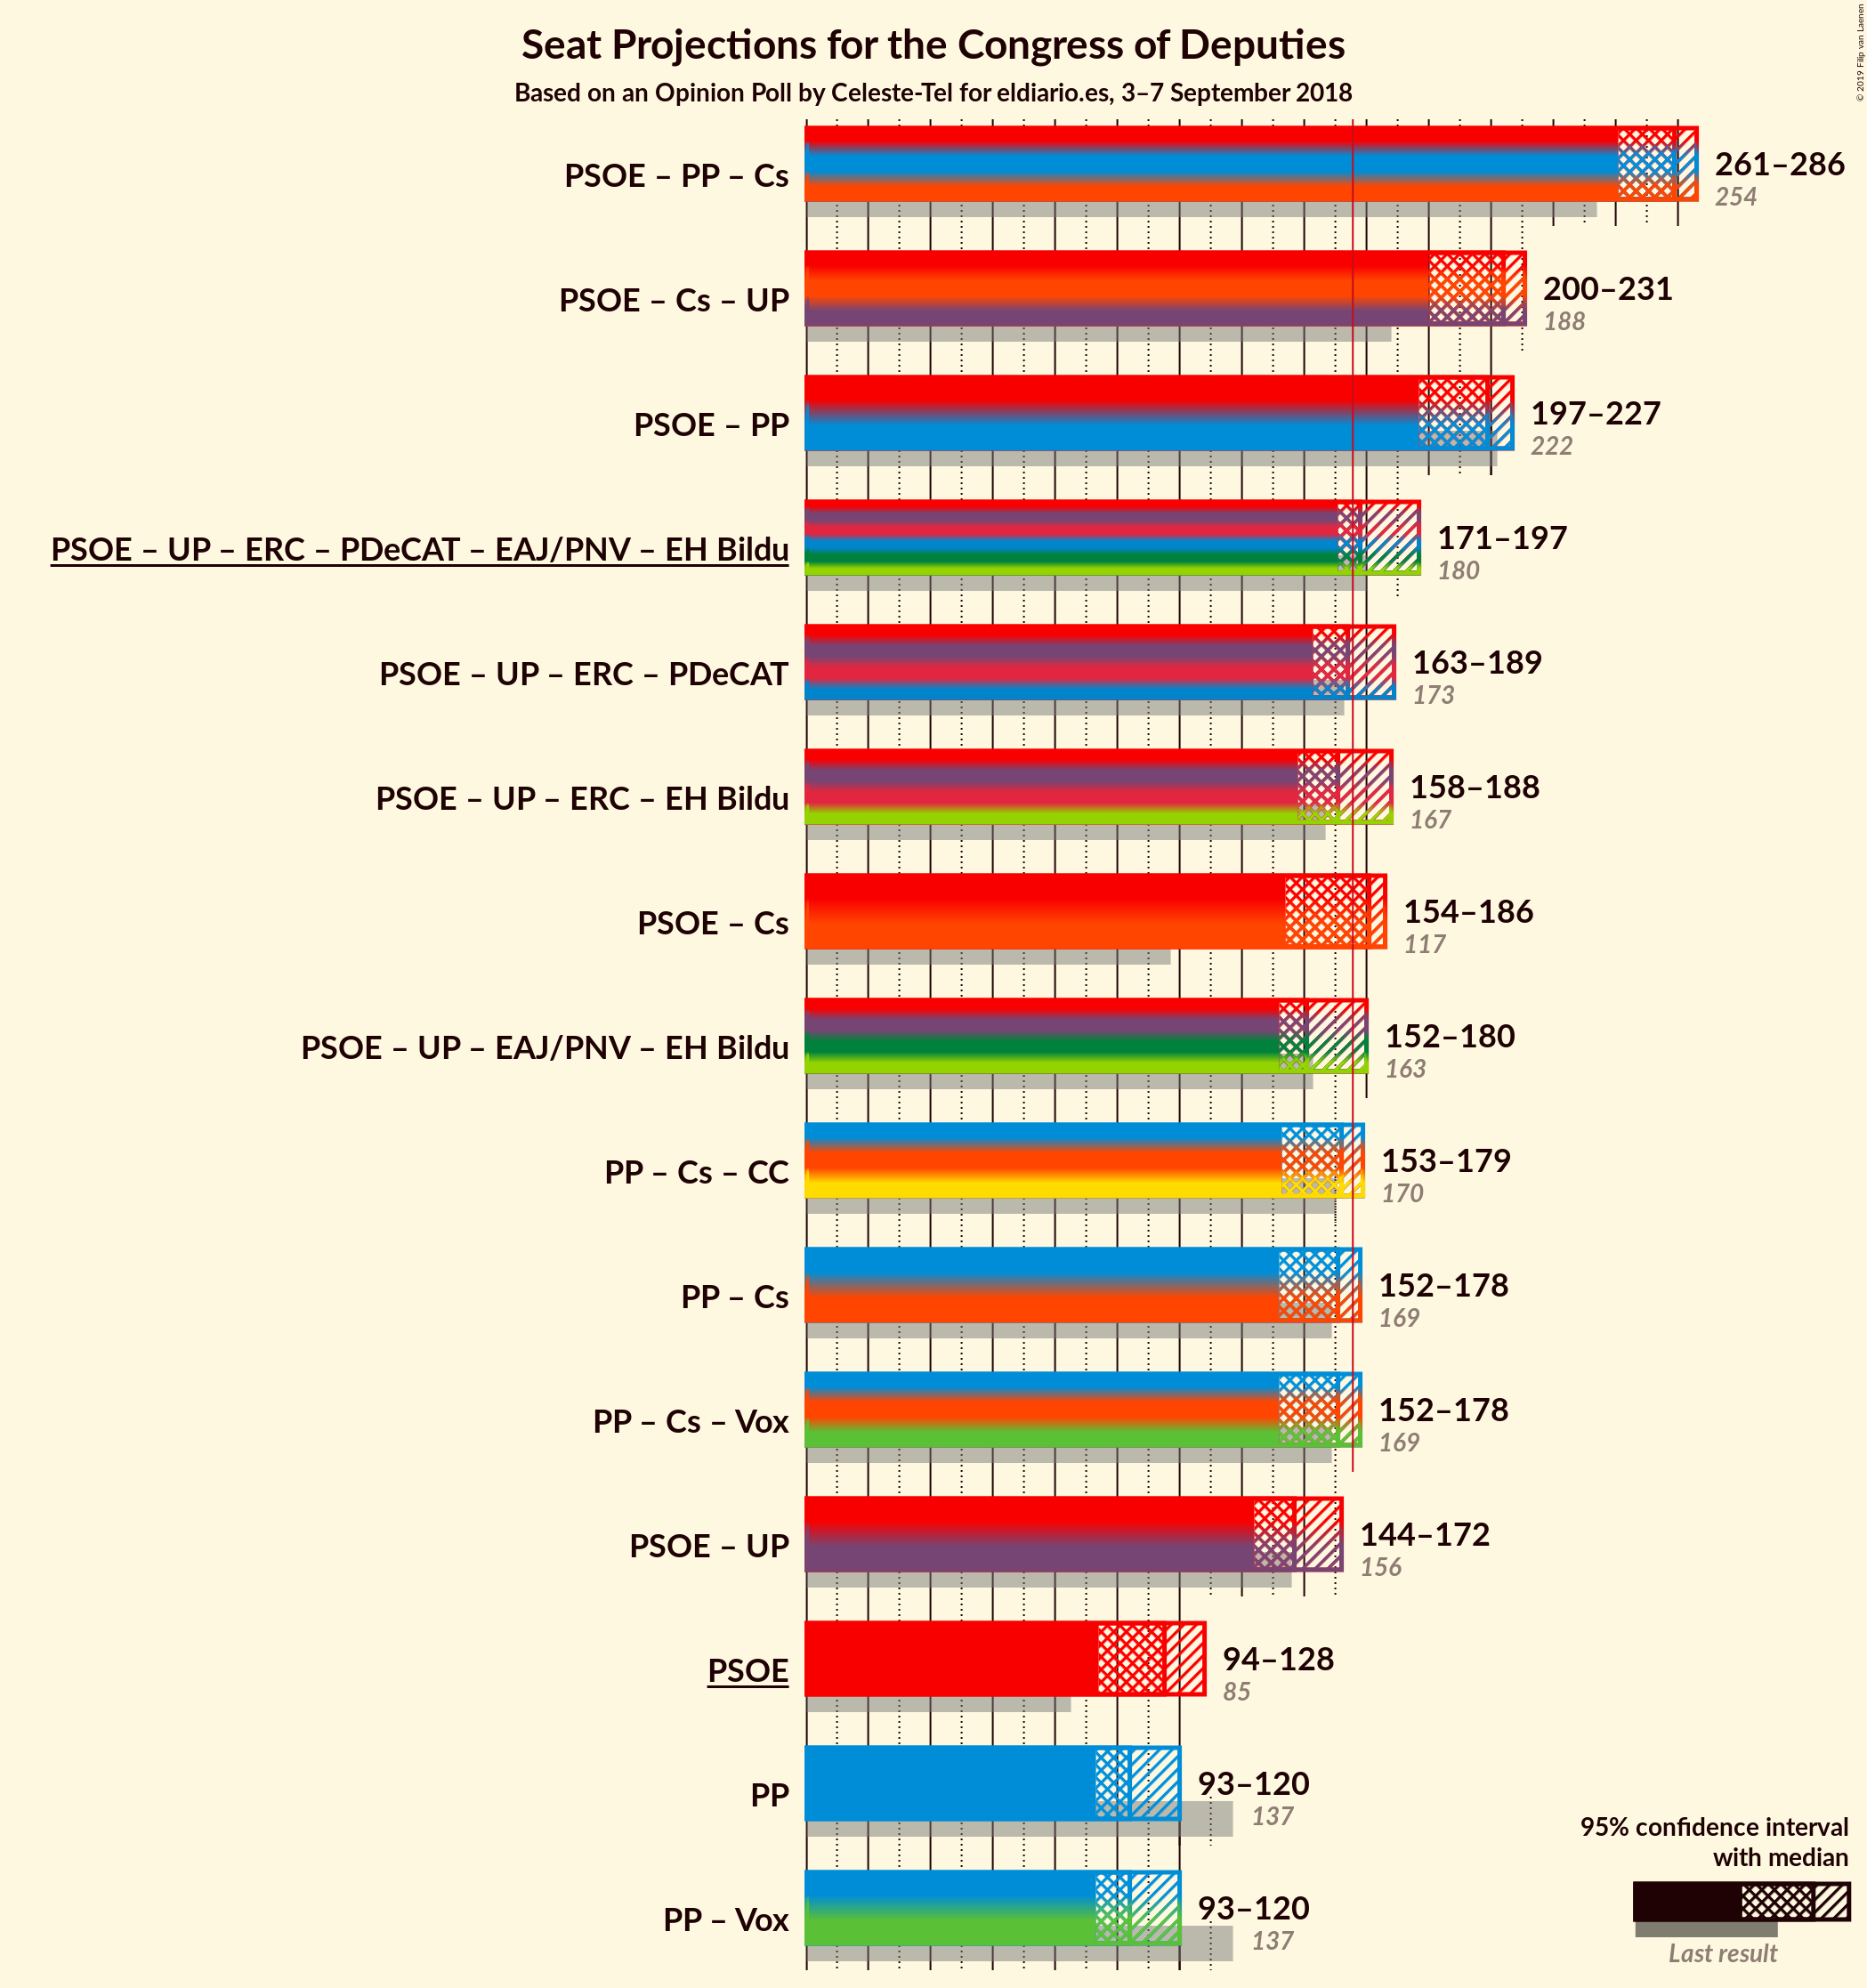 Seat Projections for the Congress of Deputies
Based on an Opinion Poll by Celeste-Tel for eldiario.es, 3–7 September 2018
© 2019 Filip van Laenen
PSOE – PP – Cs
261–286
254
PSOE – Cs – UP
200–231
188
PSOE – PP
197–227
222
PSOE – UP – ERC – PDeCAT – EAJ/PNV – EH Bildu
171–197
180
PSOE – UP – ERC – PDeCAT
163–189
173
PSOE – UP – ERC – EH Bildu
158–188
167
PSOE – Cs
154–186
117
PSOE – UP – EAJ/PNV – EH Bildu
152–180
163
PP – Cs – CC
153–179
170
PP – Cs
152–178
169
PP – Cs – Vox
152–178
169
PSOE – UP
144–172
156
PSOE
94–128
85
PP
93–120
137
PP – Vox
93–120
137
95% confidence interval
with median
Last result